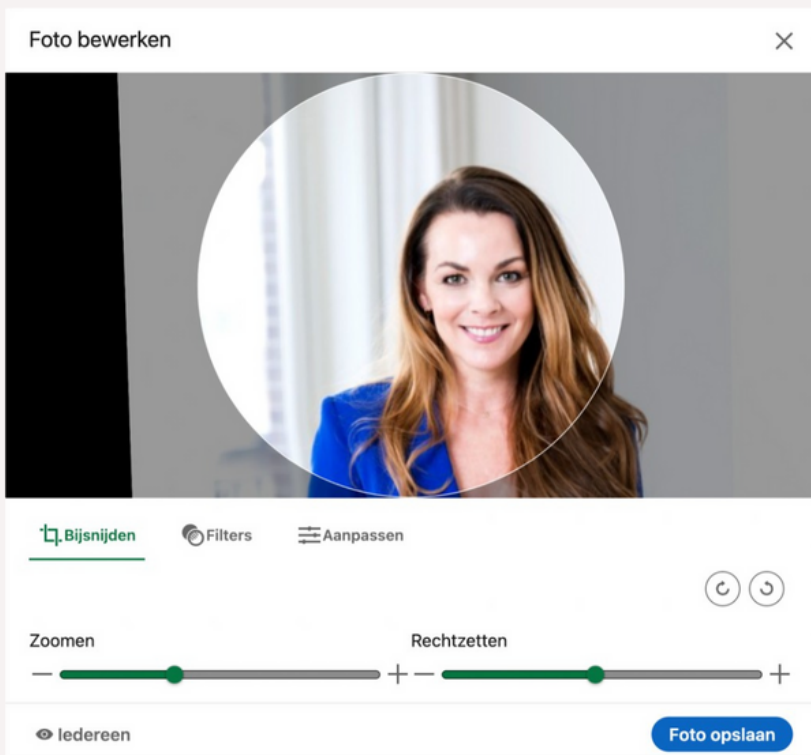 Foto bewerken
Bijsnijden
Filters
Aanpassen
Zoomen
Rechtzetten
Iedereen
Foto opslaan